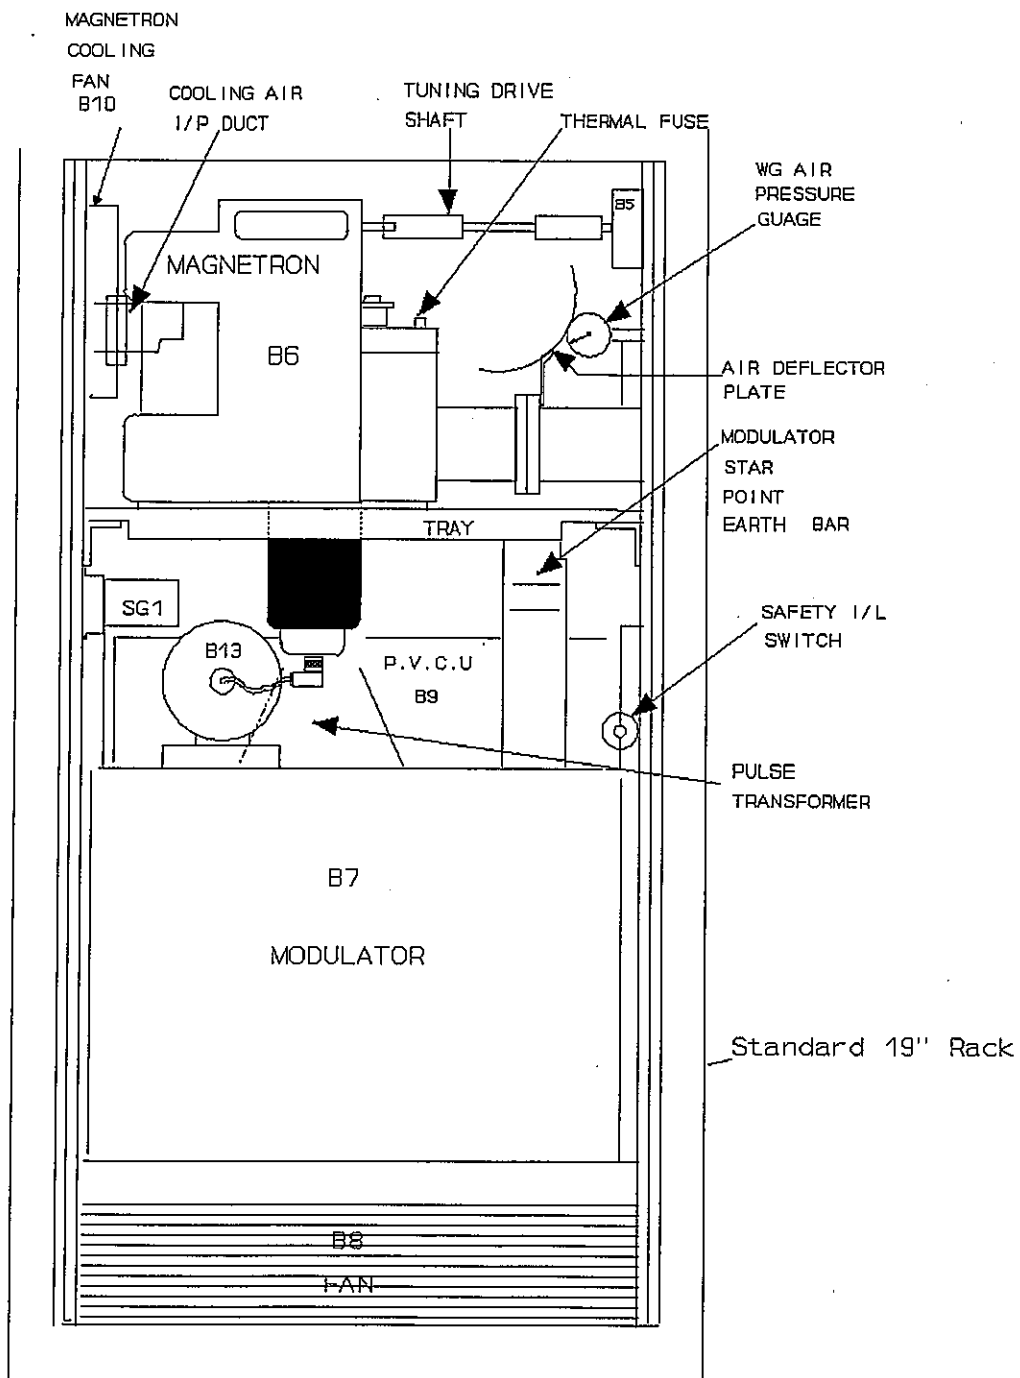 MAGNETRON
COOLING
FAN
B10
COOLING AIR
I/P DUCT
TUNING DRIVE
SHAFT
THERMAL FUSE
WG AIR
PRESSURE
GUAGE
B5
MAGNETRON
B6
AIR DEFLECTOR
PLATE
MODULATOR
STAR
POINT
EARTH BAR
TRAY
SG1
SAFETY I/L
SWITCH
B13
P.V.C.U
B9
PULSE
TRANSFORMER
B7
MODULATOR
Standard 19" Rack
B8
FAN